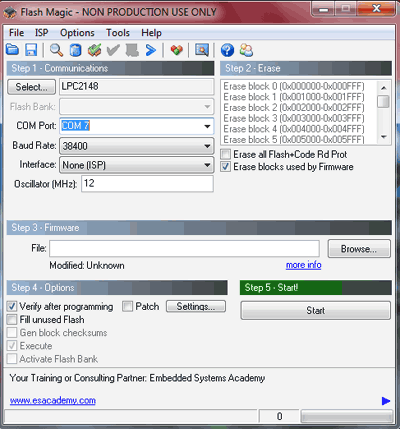 Flash Magic - NON PRODUCTION USE ONLY
File ISP Options Tools Help
Step 1 - Communications
Select... LPC2148
Flash Bank:
COM Port: COM 7
Baud Rate: 38400
Interface: None (ISP)
Oscillator (MHz): 12
Step 2 - Erase
Erase block 0 (0x000000-0x000FFF)
Erase block 1 (0x001000-0x001FFF)
Erase block 2 (0x002000-0x002FFF)
Erase block 3 (0x003000-0x003FFF)
Erase block 4 (0x004000-0x004FFF)
Erase block 5 (0x005000-0x005FFF)
Erase all Flash+Code Rd Prot
Erase blocks used by Firmware
Step 3 - Firmware
File: Browse...
Modified: Unknown more info
Step 4 - Options
Verify after programming Patch Settings...
Fill unused Flash
Gen block checksums
Execute
Activate Flash Bank
Step 5 - Start!
Start
Your Training or Consulting Partner: Embedded Systems Academy
www.esacademy.com
0